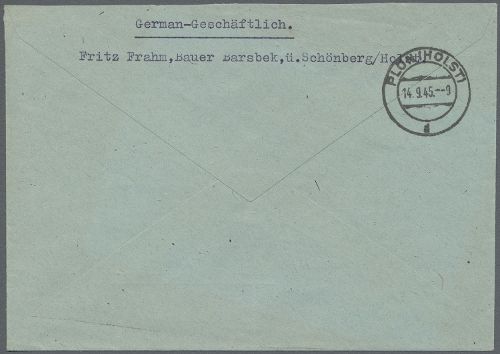 German-Geschäftlich.
Fritz Frahm,Bauer Barsbek,ü.Schönberg/Holst.
PLÖN(HOLST)
14.9.45.--9
d